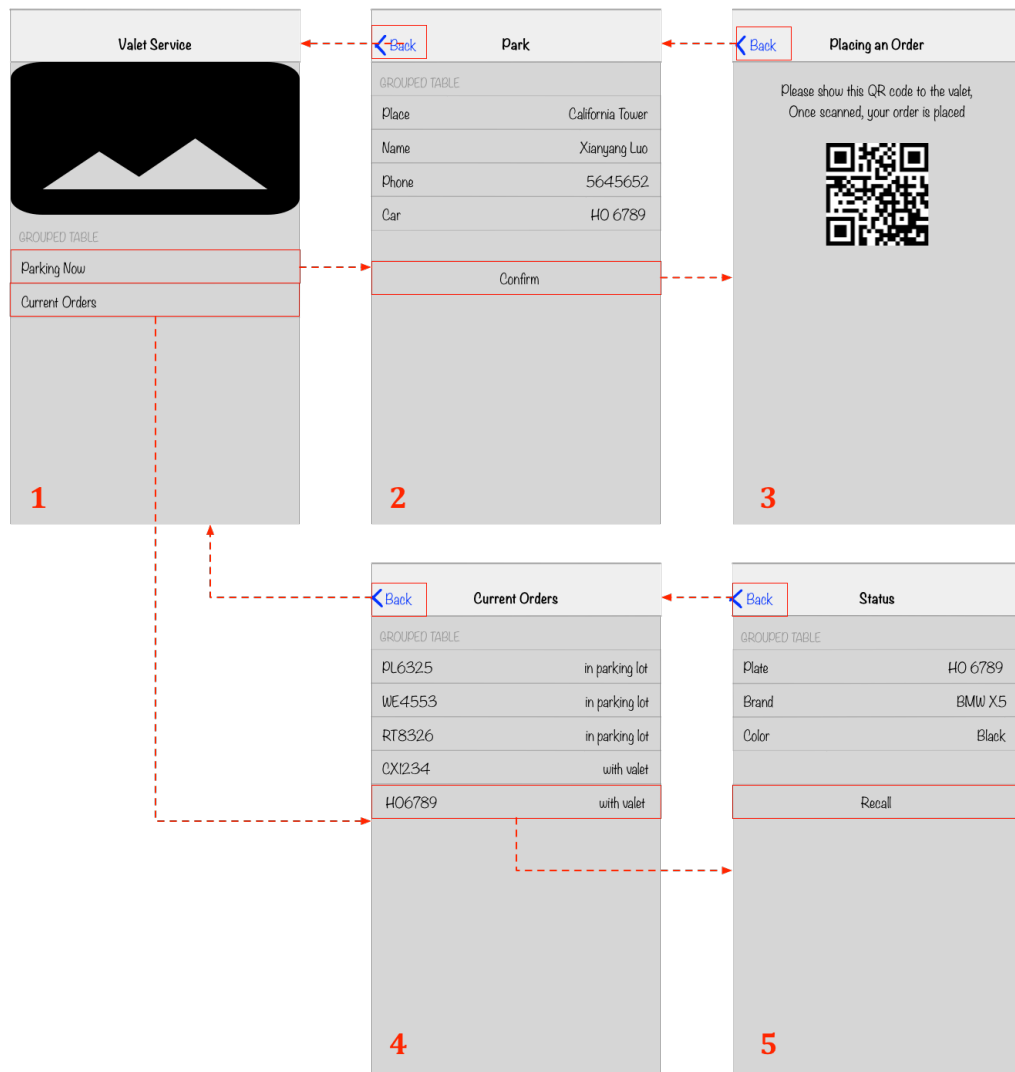 Valet Service
GROUPED TABLE
Parking Now
Current Orders
1
Back
Park
GROUPED TABLE
Place California Tower
Name Xianyang Luo
Phone 5645652
Car HO 6789
Confirm
2
Back
Placing an Order
Please show this QR code to the valet,
Once scanned, your order is placed
3
Back
Current Orders
GROUPED TABLE
PL6325 in parking lot
WE4553 in parking lot
RT8326 in parking lot
CX1234 with valet
HO6789 with valet
4
Back
Status
GROUPED TABLE
Plate HO 6789
Brand BMW X5
Color Black
Recall
5